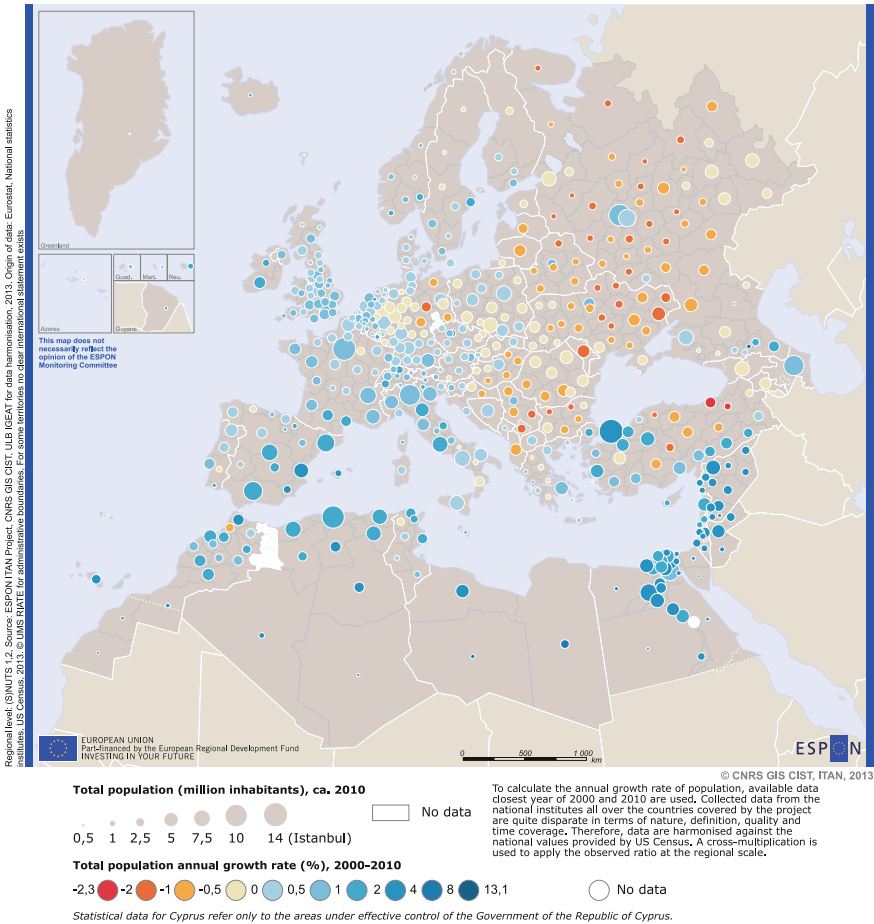 Regional level: (S)NUTS 1,2, Source: ESPON ITAN Project, CNRS GIS CIST, ULB IGEAT for data harmonisation, 2013. Origin of data: Eurostat, National statistics
institutes, US Census, 2013. © UMS RIATE for administrative boundaries. For some territories no clear international statement exists
Greenland
Guad.
Mart.
Reu.
Azores
Guyane
This map does not
necessarily reflect the
opinion of the ESPON
Monitoring Committee
EUROPEAN UNION
Part-financed by the European Regional Development Fund
INVESTING IN YOUR FUTURE
0 500 1 000
km
ESPON
© CNRS GIS CIST, ITAN, 2013
Total population (million inhabitants), ca. 2010
0,5 1 2,5 5 7,5 10 14 (Istanbul)
No data
To calculate the annual growth rate of population, available data
closest year of 2000 and 2010 are used. Collected data from the
national institutes all over the countries covered by the project
are quite disparate in terms of nature, definition, quality and
time coverage. Therefore, data are harmonised against the
national values provided by US Census. A cross-multiplication is
used to apply the observed ratio at the regional scale.
Total population annual growth rate (%), 2000-2010
-2,3 -2 -1 -0,5 0 0,5 1 2 4 8 13,1
No data
Statistical data for Cyprus refer only to the areas under effective control of the Government of the Republic of Cyprus.